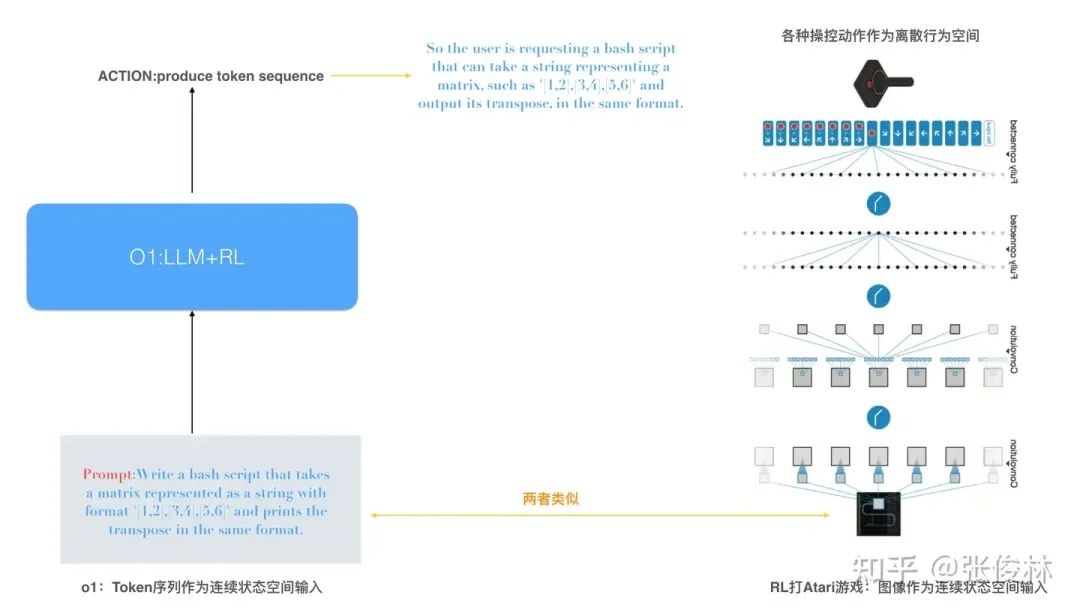 各种操控动作作为离散行为空间
ACTION:produce token sequence
So the user is requesting a bash script
that can take a string representing a
matrix, such as '[1,2],[3,4],[5,6]' and
output its transpose, in the same format.
Fully connected
O1:LLM+RL
Fully connected
Convolution
Convolution
Prompt:Write a bash script that takes
a matrix represented as a string with
format '[1,2],[3,4],[5,6]' and prints the
transpose in the same format.
两者类似
o1：Token序列作为连续状态空间输入
RL打Atari游戏：图像作为连续状态空间输入
知乎 @张俊林